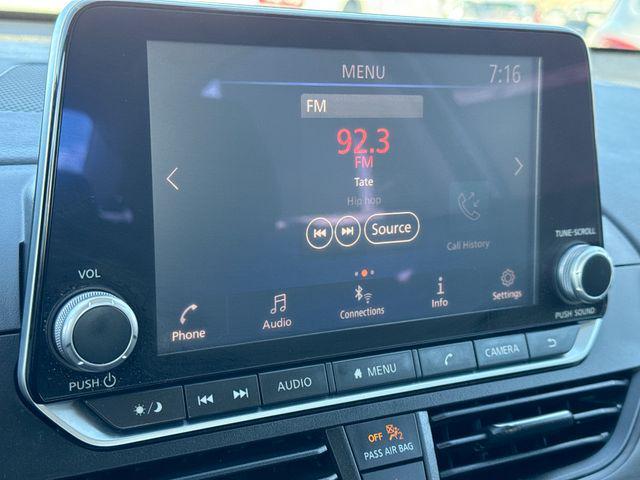 MENU 7:16
FM
92.3
FM
Tate
Hip hop
Source
Call History
Phone Audio Connections Info Settings
VOL
PUSH
TUNE·SCROLL
PUSH SOUND
AUDIO MENU CAMERA
OFF 2
PASS AIR BAG